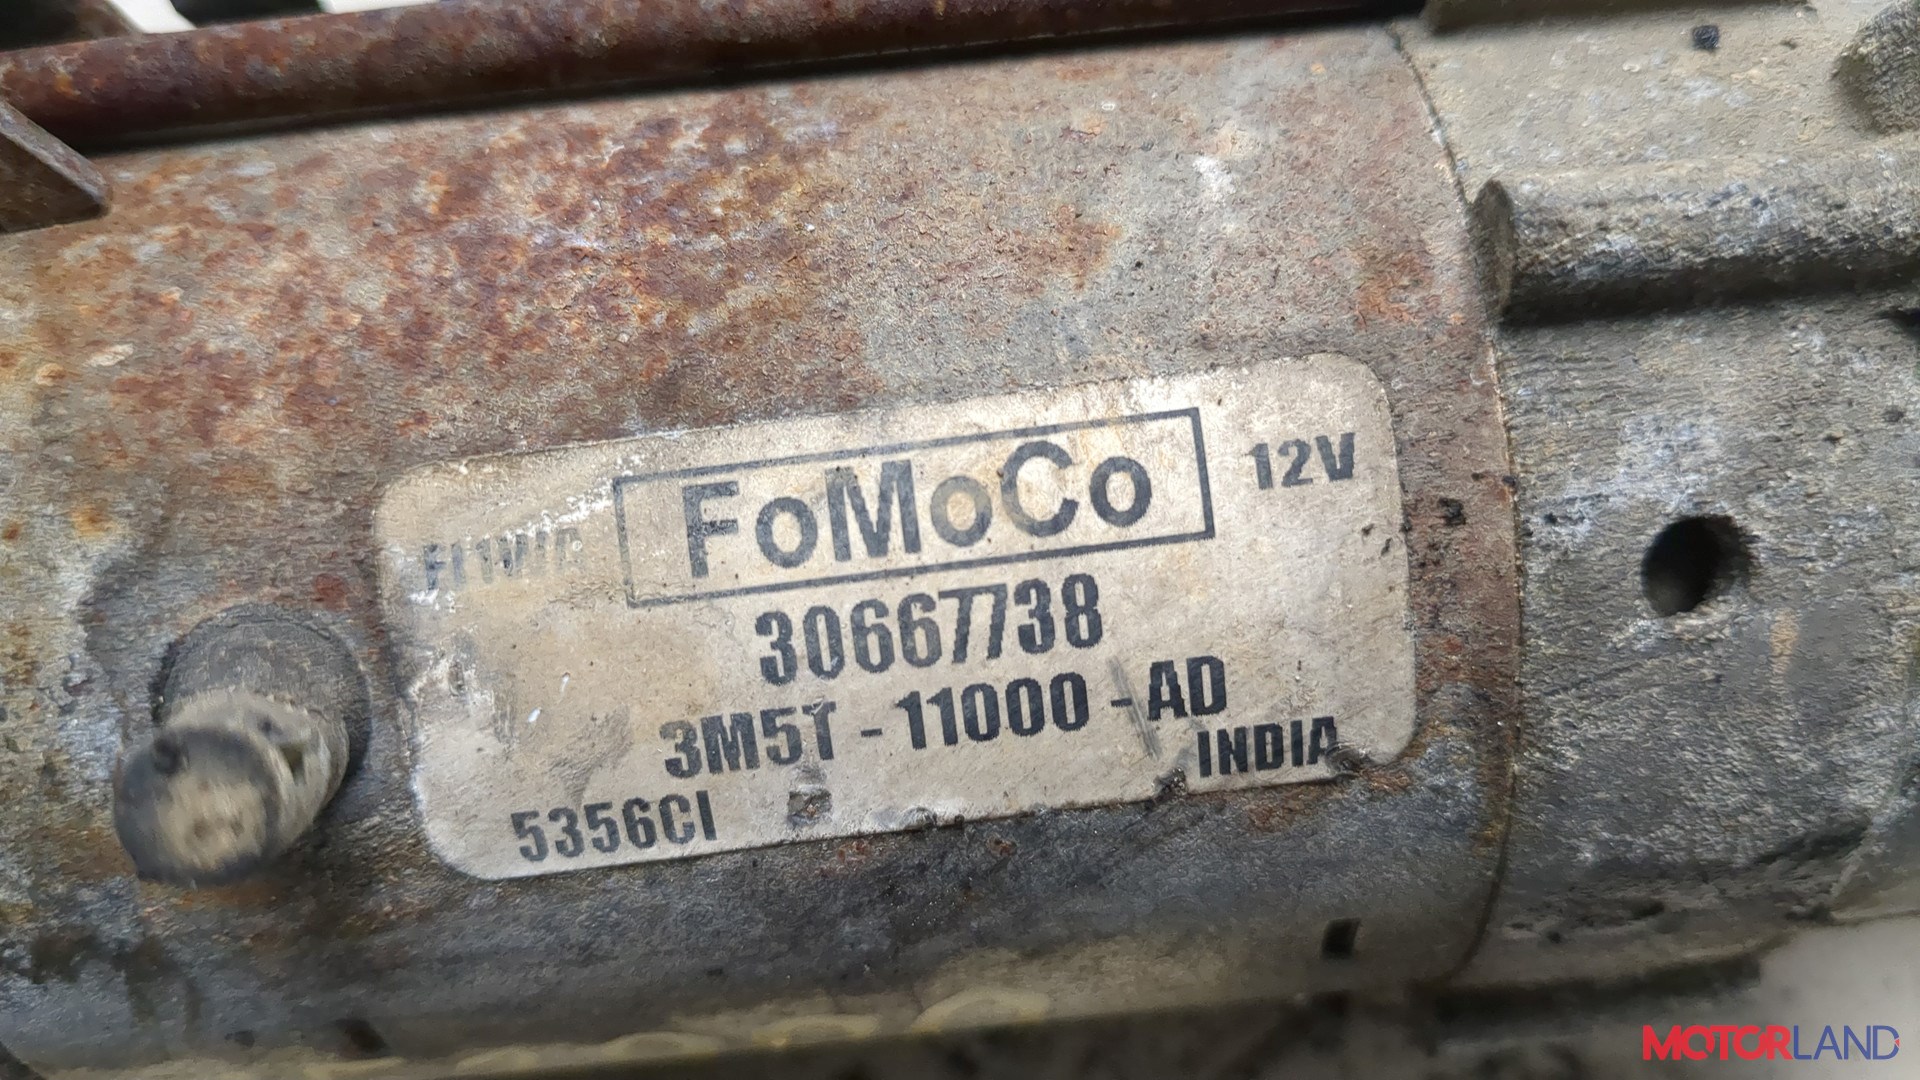 FoMoCo 12V
30667738
3M5T-11000-AD
INDIA
5356CI
MOTORLAND